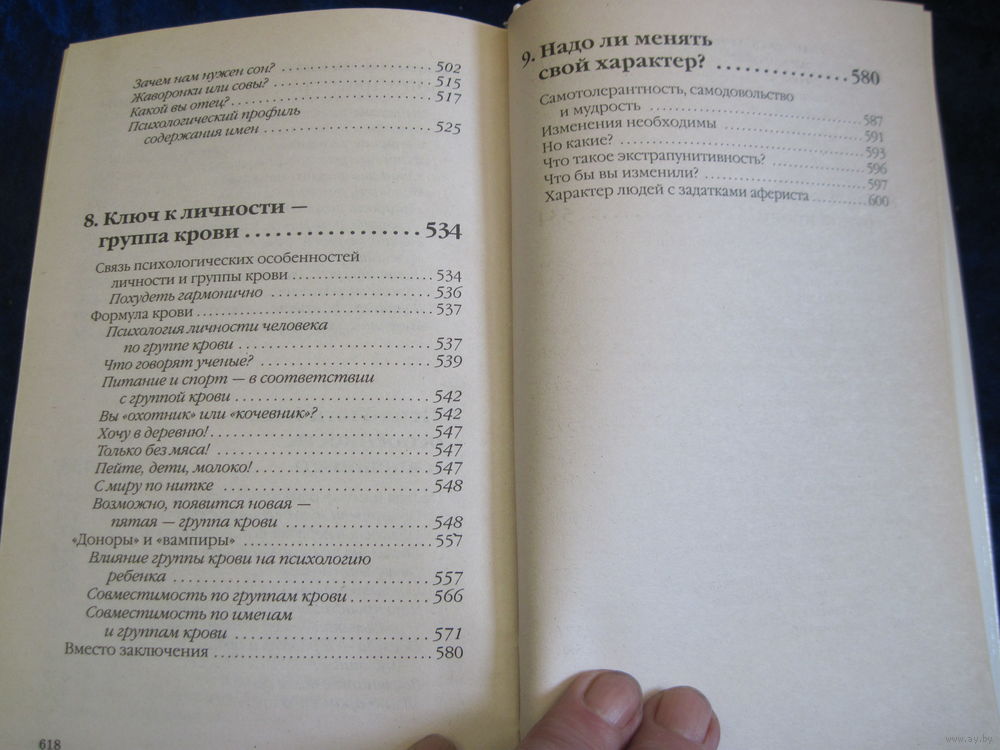 Зачем нам нужен сон? 502
Жаворонки или совы? 515
Какой вы отец? 517
Психологический профиль
содержания имен 525
8. Ключ к личности —
группа крови 534
Связь психологических особенностей
личности и группы крови 534
Похудеть гармонично 536
Формула крови 537
Психология личности человека
по группе крови 537
Что говорят ученые? 539
Питание и спорт — в соответствии
с группой крови 542
Вы «охотник» или «кочевник»? 542
Хочу в деревню! 547
Только без мяса! 547
Пейте, дети, молоко! 547
С миру по нитке 548
Возможно, появится новая —
пятая — группа крови 548
«Доноры» и «вампиры» 557
Влияние группы крови на психологию
ребенка 557
Совместимость по группам крови 566
Совместимость по именам
и группам крови 571
Вместо заключения 580
618
9. Надо ли менять
свой характер? 580
Самотолерантность, самодовольство
и мудрость 587
Изменения необходимы 591
Но какие? 593
Что такое экстрапунитивность? 596
Что бы вы изменили? 597
Характер людей с задатками афериста 600
www.ay.by